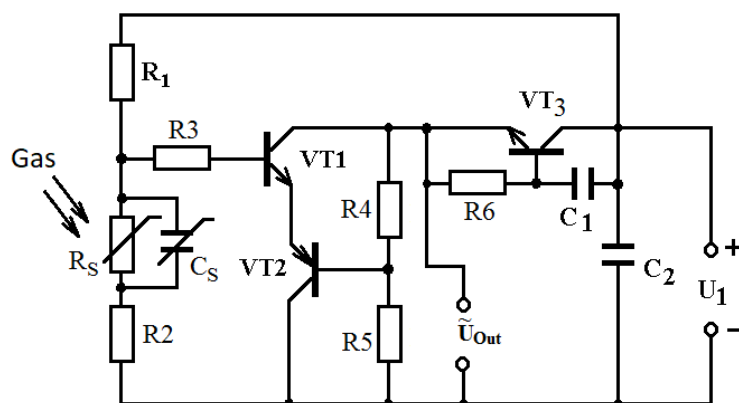 R1
R3
VT1
VT3
Gas
R4
R6
C1
RS
CS
VT2
C2
+
U1
R2
R5
ŨOut
−